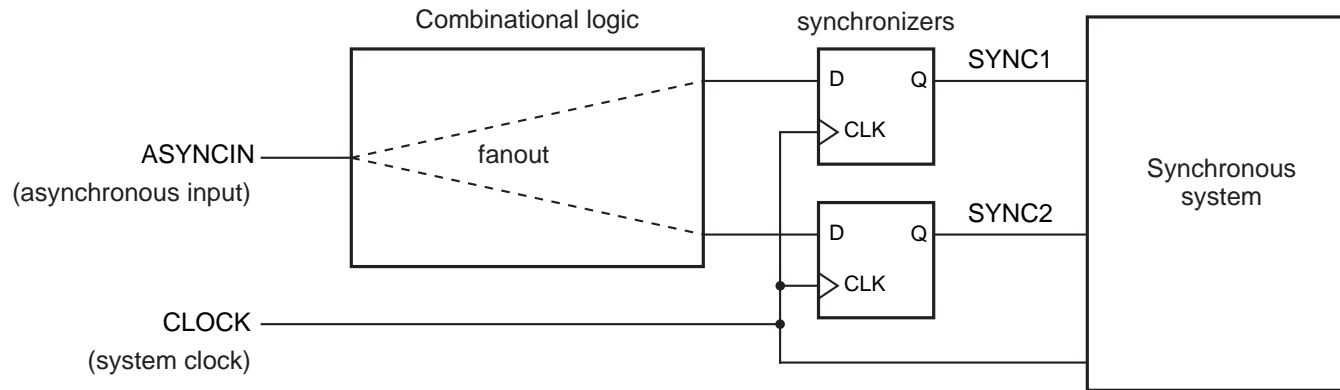 Combinational logic
synchronizers
SYNC1
D Q
CLK
ASYNCIN
(asynchronous input)
fanout
Synchronous
system
SYNC2
D Q
CLK
CLOCK
(system clock)